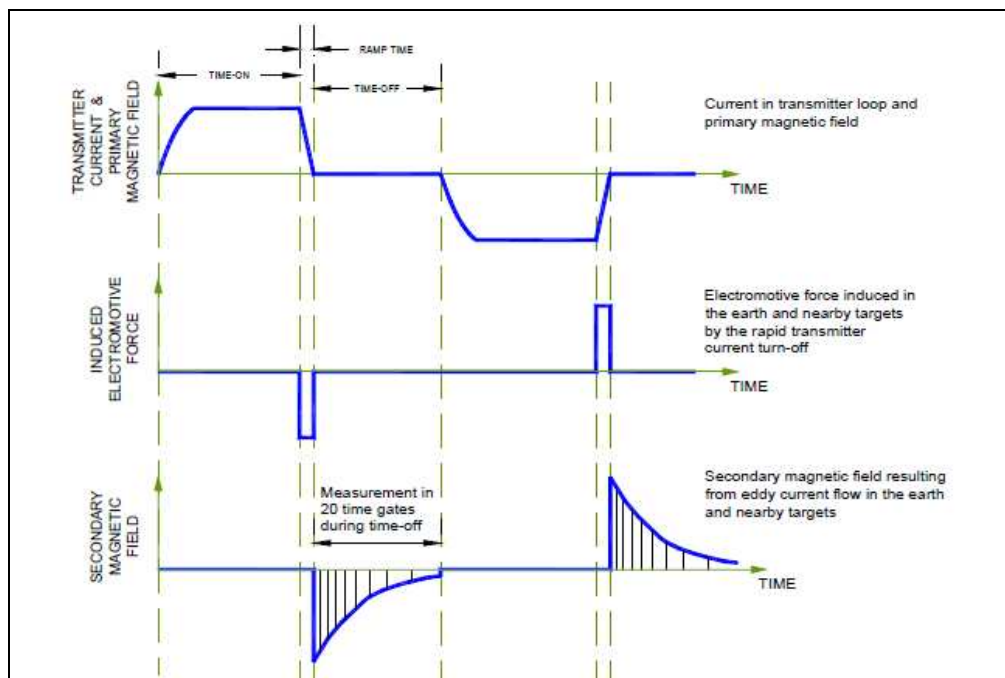 RAMP TIME
TIME-ON
TIME-OFF
TRANSMITTER
CURRENT &
PRIMARY
MAGNETIC FIELD
Current in transmitter loop and
primary magnetic field
TIME
INDUCED
ELECTROMOTIVE
FORCE
Electromotive force induced in
the earth and nearby targets
by the rapid transmitter
current turn-off
TIME
SECONDARY
MAGNETIC
FIELD
Measurement in
20 time gates
during time-off
Secondary magnetic field resulting
from eddy current flow in the earth
and nearby targets
TIME